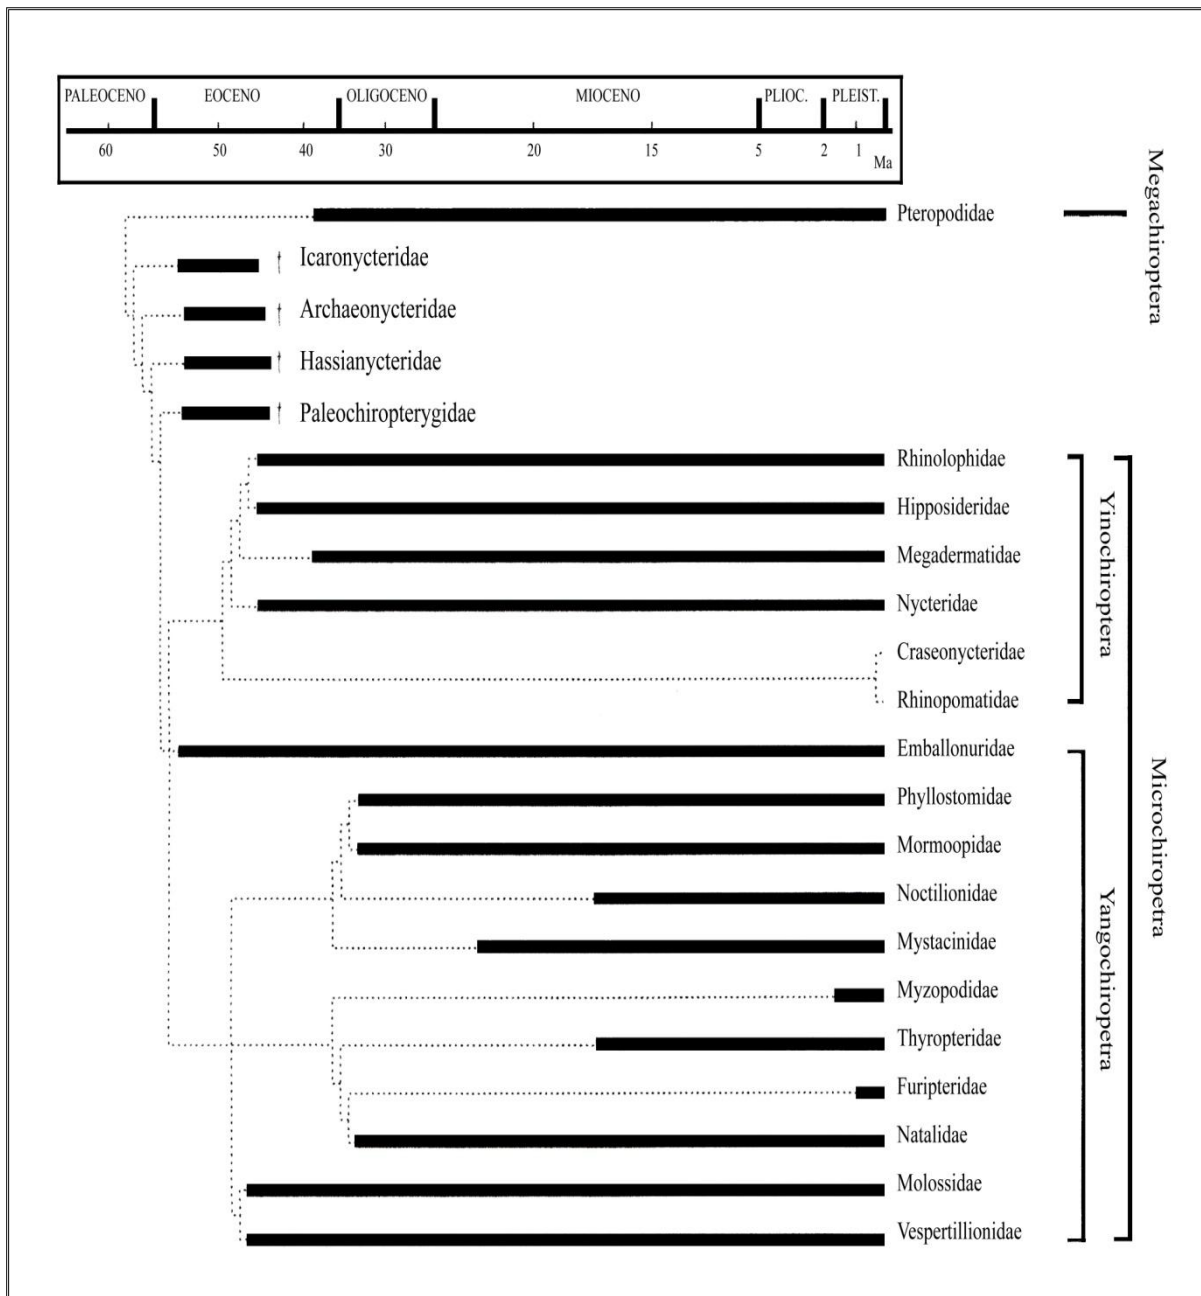 PALEOCENO EOCENO OLIGOCENO MIOCENO PLIOC. PLEIST.
60 50 40 30 20 15 5 2 1 Ma
Pteropodidae
Megachiroptera
† Icaronycteridae
† Archaeonycteridae
† Hassianycteridae
† Paleochiropterygidae
Rhinolophidae
Hipposideridae
Megadermatidae
Nycteridae
Craseonycteridae
Rhinopomatidae
Yinochiroptera
Emballonuridae
Phyllostomidae
Mormoopidae
Noctilionidae
Mystacinidae
Myzopodidae
Thyropteridae
Furipteridae
Natalidae
Molossidae
Vespertillionidae
Yangochiropetra
Microchiropetra